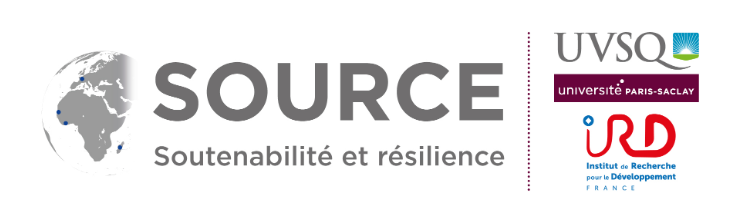 SOURCE
Soutenabilité et résilience
UVSQ
université PARIS-SACLAY
IRD
Institut de Recherche
pour le Développement
FRANCE